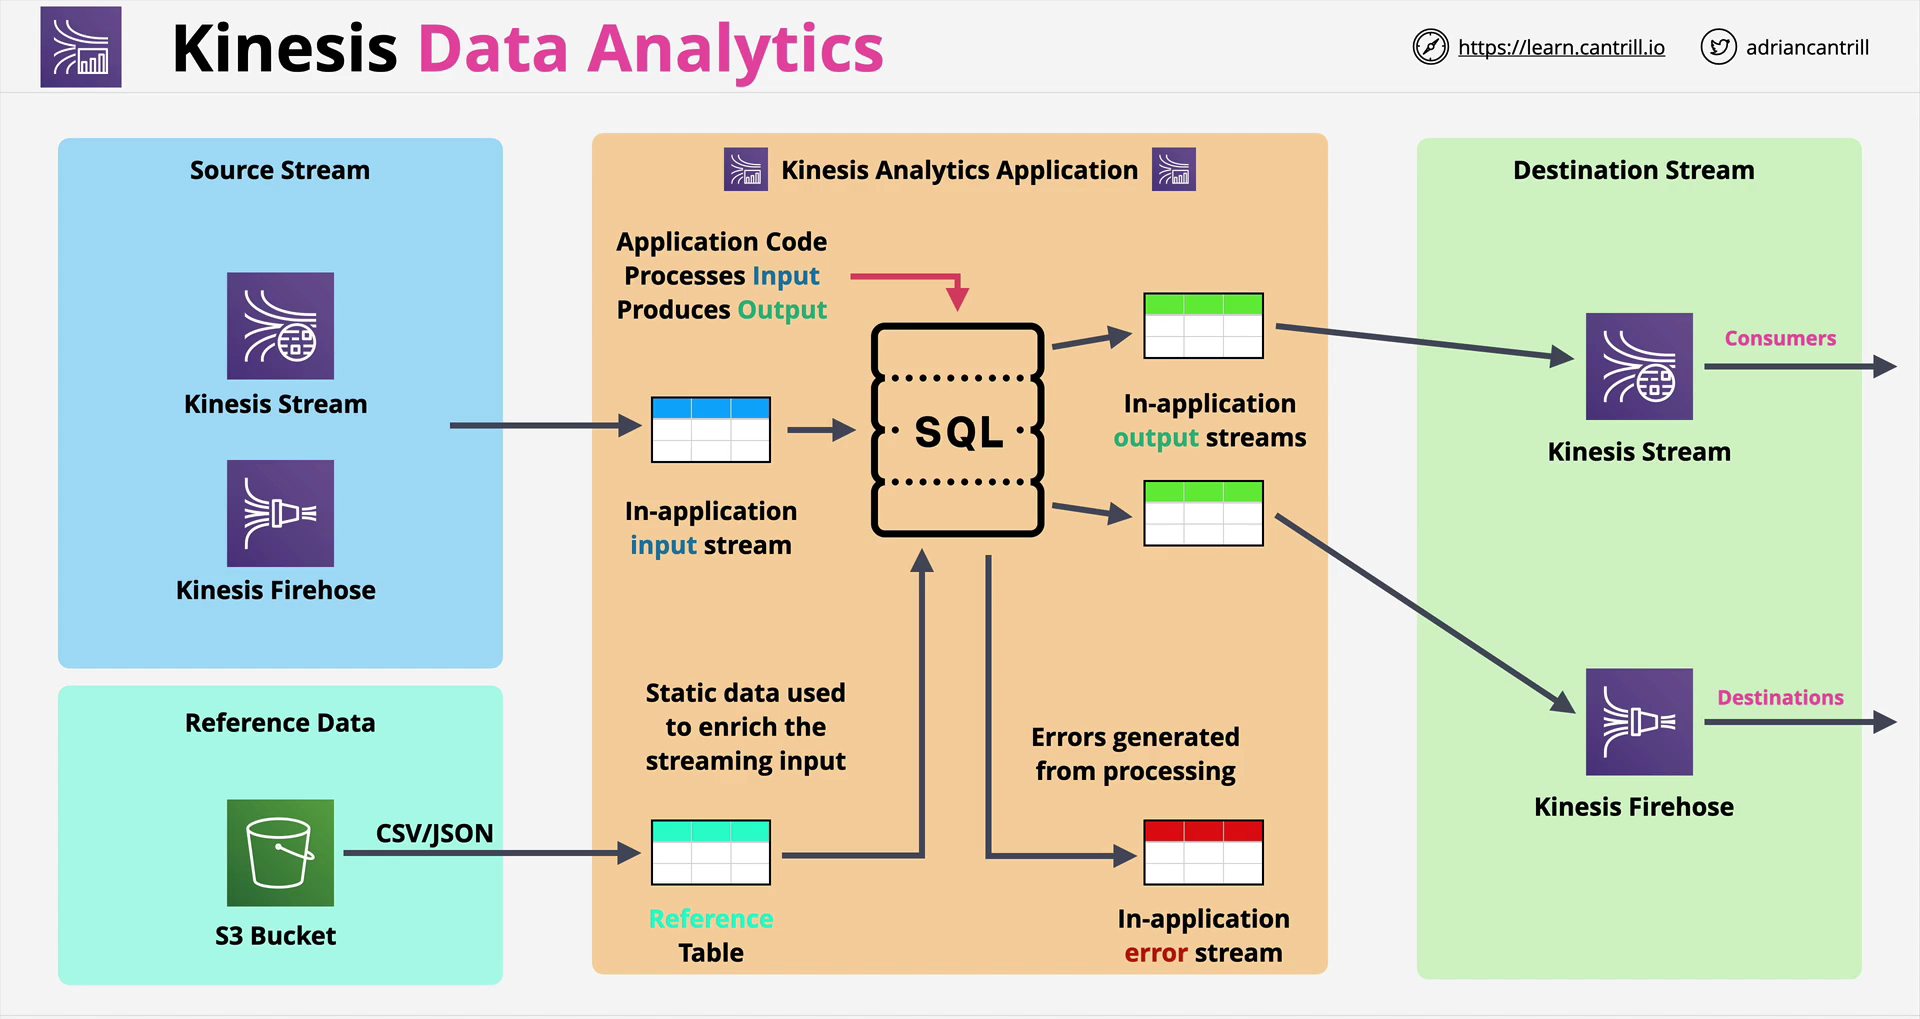 Kinesis Data Analytics
https://learn.cantrill.io
adriancantrill
Source Stream
Kinesis Stream
Kinesis Firehose
Reference Data
CSV/JSON
S3 Bucket
Kinesis Analytics Application
Application Code
Processes Input
Produces Output
SQL
In-application
input stream
In-application
output streams
Static data used
to enrich the
streaming input
Errors generated
from processing
Reference
Table
In-application
error stream
Destination Stream
Consumers
Kinesis Stream
Destinations
Kinesis Firehose